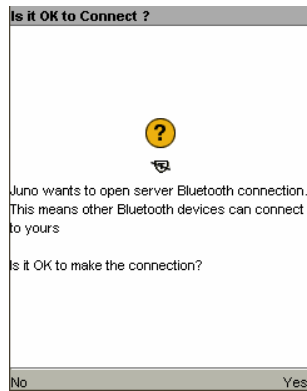 Is it OK to Connect ?
?
Juno wants to open server Bluetooth connection.
This means other Bluetooth devices can connect
to yours
Is it OK to make the connection?
No Yes